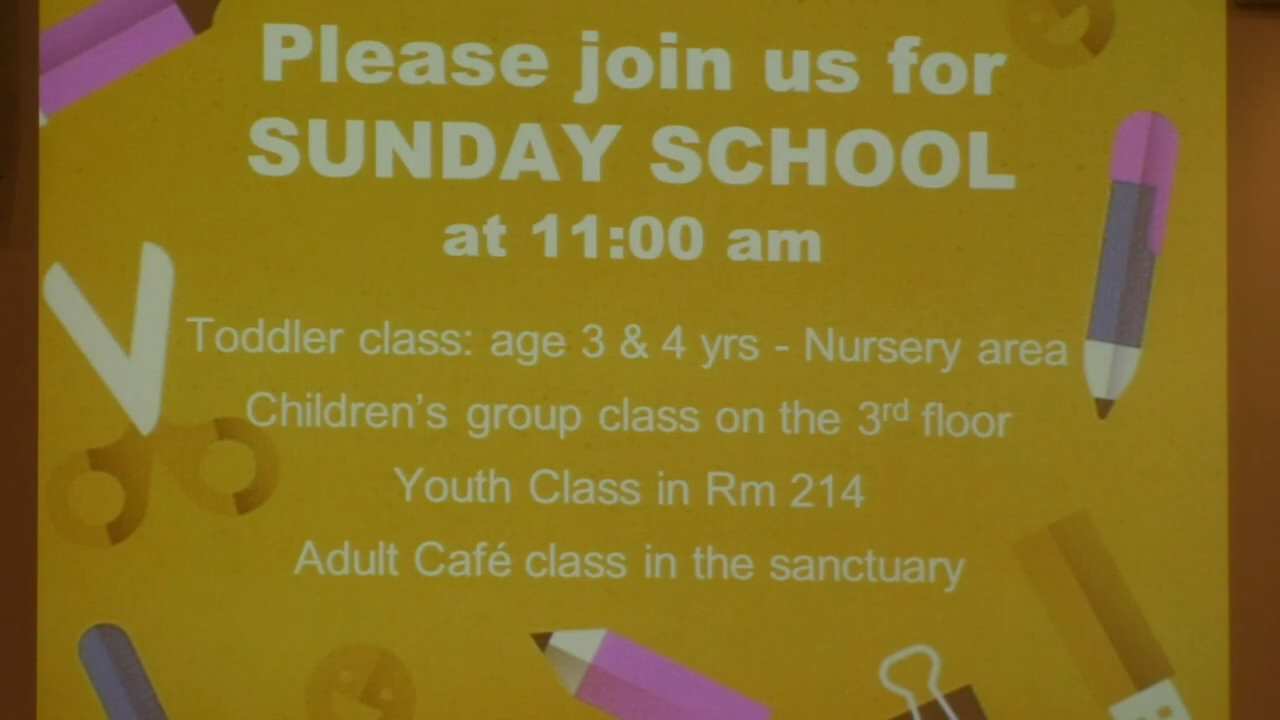 Please join us for
SUNDAY SCHOOL
at 11:00 am
Toddler class: age 3 & 4 yrs - Nursery area
Children's group class on the 3rd floor
Youth Class in Rm 214
Adult Café class in the sanctuary